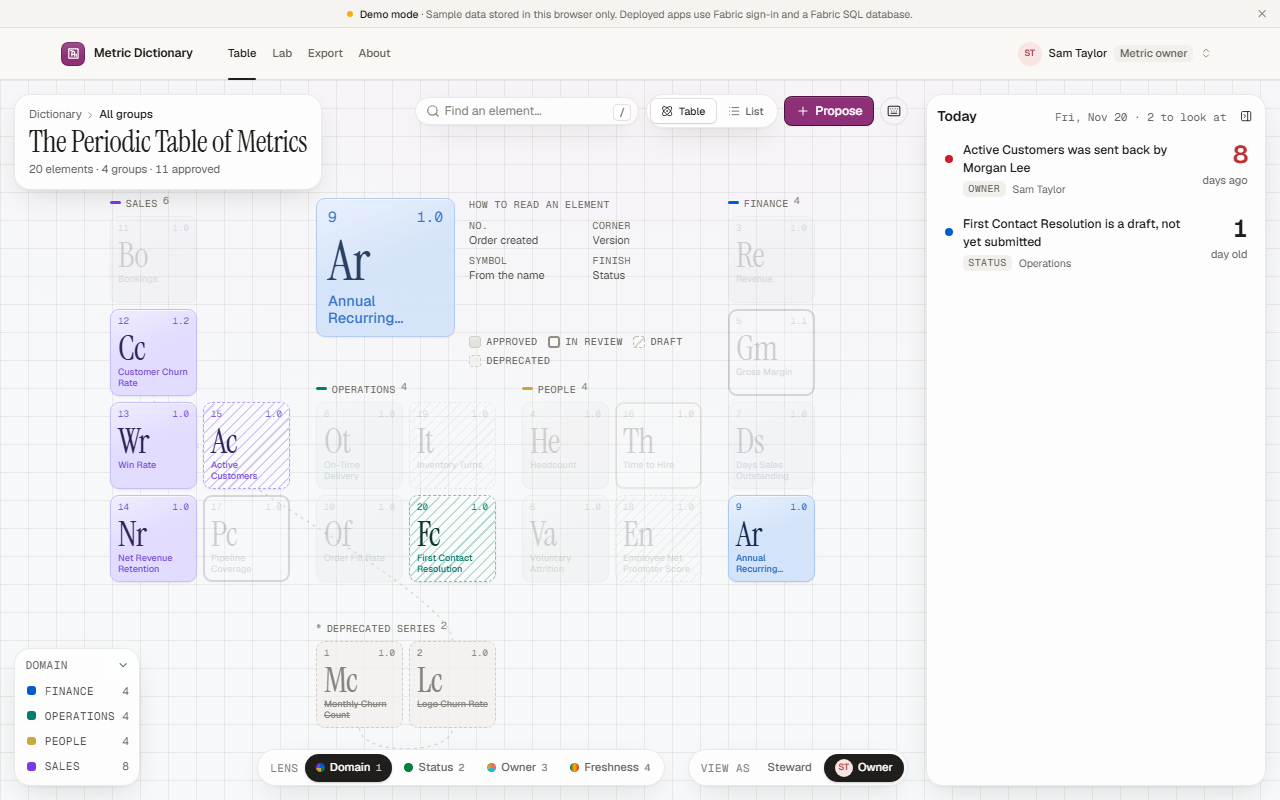 Demo mode · Sample data stored in this browser only. Deployed apps use Fabric sign-in and a Fabric SQL database.
Metric Dictionary
Table
Lab
Export
About
ST
Sam Taylor
Metric owner
Dictionary > All groups
The Periodic Table of Metrics
20 elements · 4 groups · 11 approved
Find an element...
/
Table
List
+ Propose
SALES 6
11 1.0
Bo
Bookings
12 1.2
Cc
Customer Churn
Rate
13 1.0
Wr
Win Rate
15 1.0
Ac
Active
Customers
14 1.0
Nr
Net Revenue
Retention
17 1.0
Pc
Pipeline
Coverage
9 1.0
Ar
Annual
Recurring...
HOW TO READ AN ELEMENT
NO.
Order created
CORNER
Version
SYMBOL
From the name
FINISH
Status
APPROVED
IN REVIEW
DRAFT
DEPRECATED
OPERATIONS 4
1.0
Ot
On-Time
Delivery
19 1.0
It
Inventory Turns
1.0
Of
Order Fill Rate
20 1.0
Fc
First Contact
Resolution
PEOPLE 4
4 1.0
He
Headcount
16 1.0
Th
Time to Hire
1.0
Va
Voluntary
Attrition
18 1.0
En
Employee Net
Promoter Score
FINANCE 4
3 1.0
Re
Revenue
5 1.1
Gm
Gross Margin
7 1.0
Ds
Days Sales
Outstanding
9 1.0
Ar
Annual
Recurring...
* DEPRECATED SERIES 2
1 1.0
Mc
Monthly Churn
Count
2 1.0
Lc
Logo Churn Rate
DOMAIN
FINANCE 4
OPERATIONS 4
PEOPLE 4
SALES 8
LENS
Domain 1
Status 2
Owner 3
Freshness 4
VIEW AS
Steward
ST
Owner
Today
Fri, Nov 20 · 2 to look at
Active Customers was sent back by
Morgan Lee
OWNER Sam Taylor
8
days ago
First Contact Resolution is a draft, not
yet submitted
STATUS Operations
1
day old